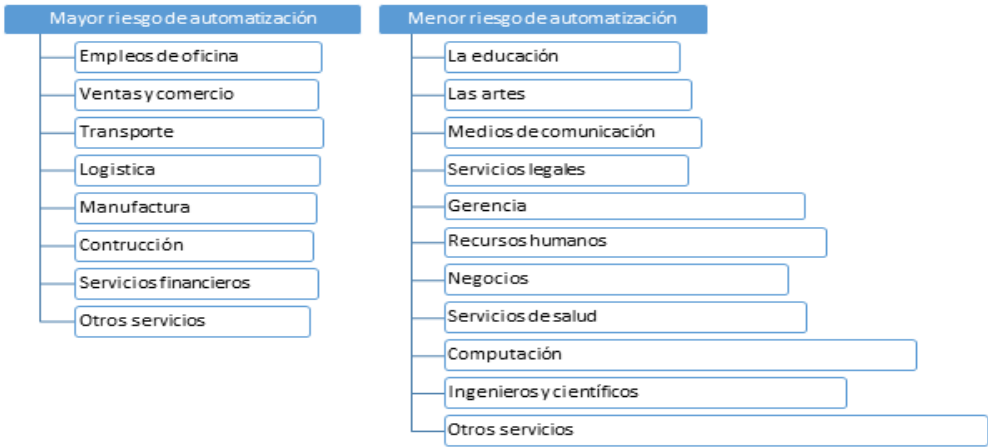 Mayor riesgo de automatización
Empleos de oficina
Ventas y comercio
Transporte
Logistica
Manufactura
Contrucción
Servicios financieros
Otros servicios
Menor riesgo de automatización
La educación
Las artes
Medios de comunicación
Servicios legales
Gerencia
Recursos humanos
Negocios
Servicios de salud
Computación
Ingenieros y científicos
Otros servicios